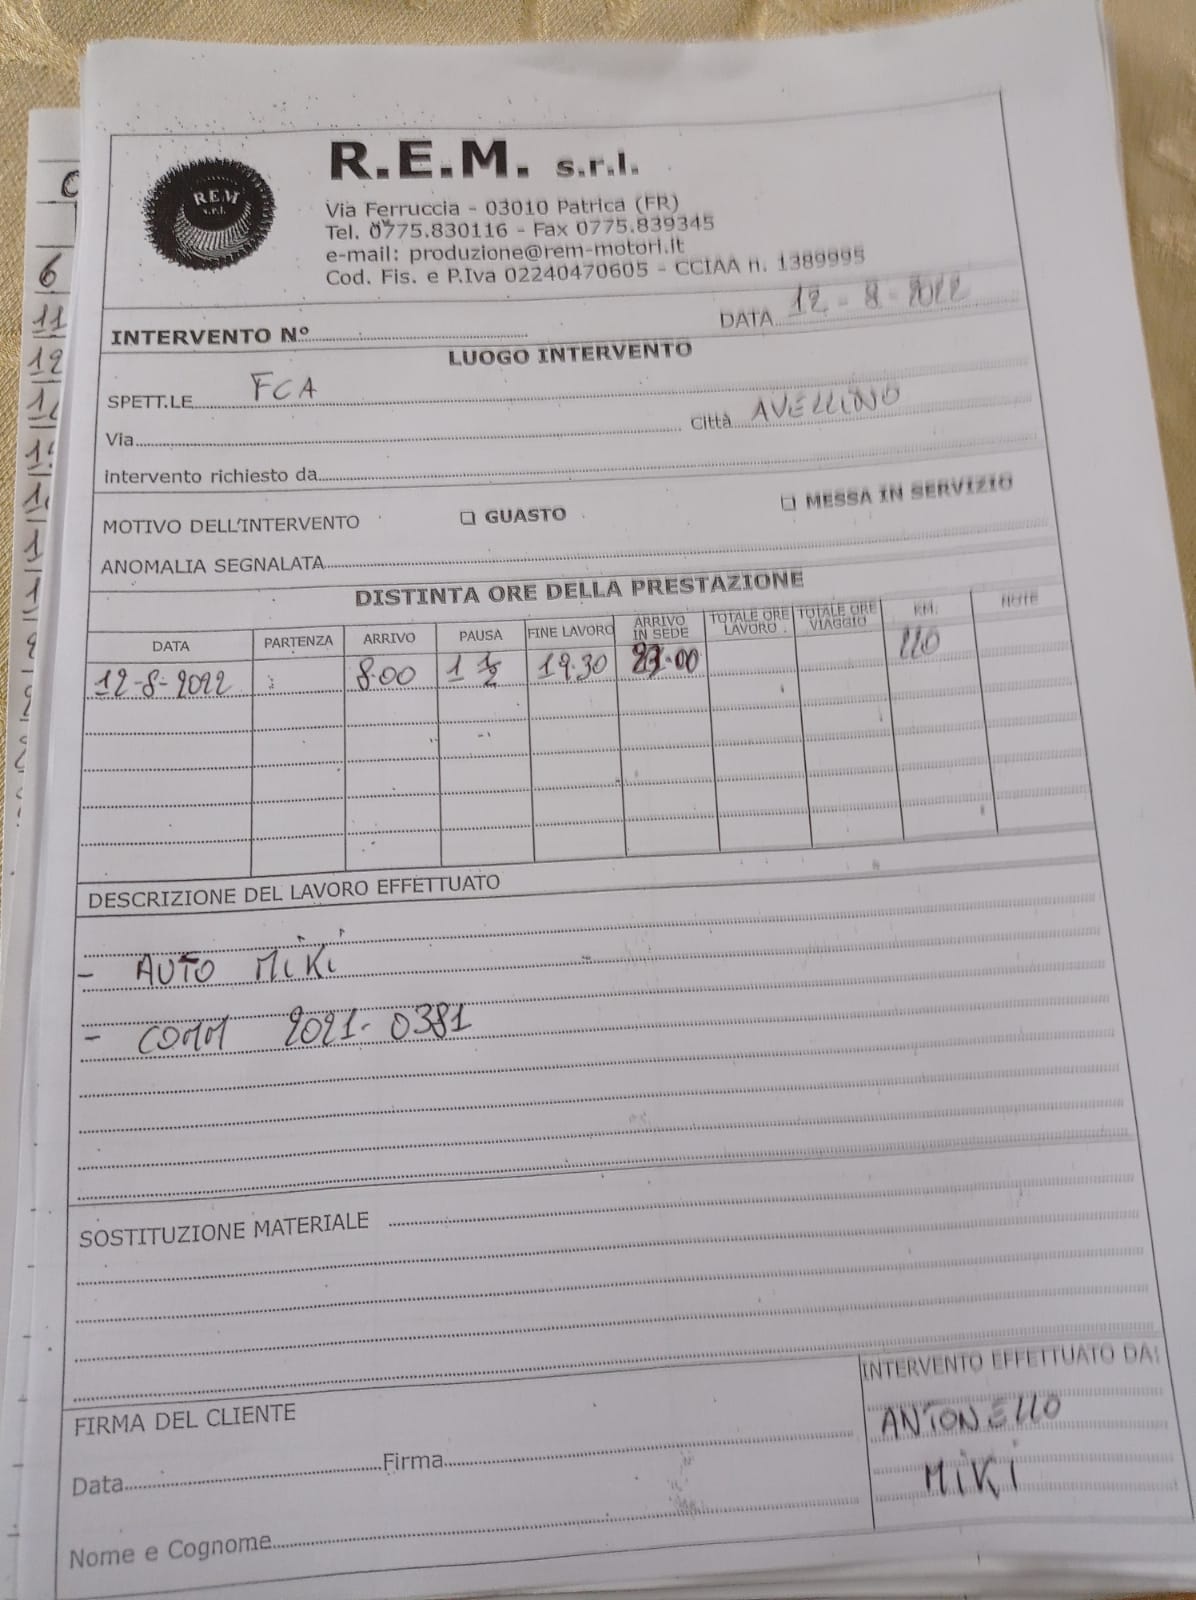 R.E.M. s.r.l.
REM
s.r.l.
Via Ferruccia - 03010 Patrica (FR)
Tel. 0775.830116 - Fax 0775.839345
e-mail: produzione@rem-motori.it
Cod. Fis. e P.Iva 02240470605 - CCIAA n. 1389995
INTERVENTO N° DATA 12-8-2022
LUOGO INTERVENTO
SPETT.LE FCA
Via Città AVELLINO
intervento richiesto da
MOTIVO DELL'INTERVENTO ☐ GUASTO ☐ MESSA IN SERVIZIO
ANOMALIA SEGNALATA
DISTINTA ORE DELLA PRESTAZIONE
DATA PARTENZA ARRIVO PAUSA FINE LAVORO ARRIVO IN SEDE TOTALE ORE LAVORO TOTALE ORE VIAGGIO KM. NOTE
12-8-2022 8.00 1 1/2 19.30
DESCRIZIONE DEL LAVORO EFFETTUATO
- AUTO MIKI
- COMM 2021-0381
SOSTITUZIONE MATERIALE
INTERVENTO EFFETTUATO DA:
FIRMA DEL CLIENTE
ANTONELLO
Data Firma
MIKI
Nome e Cognome
6
11
12